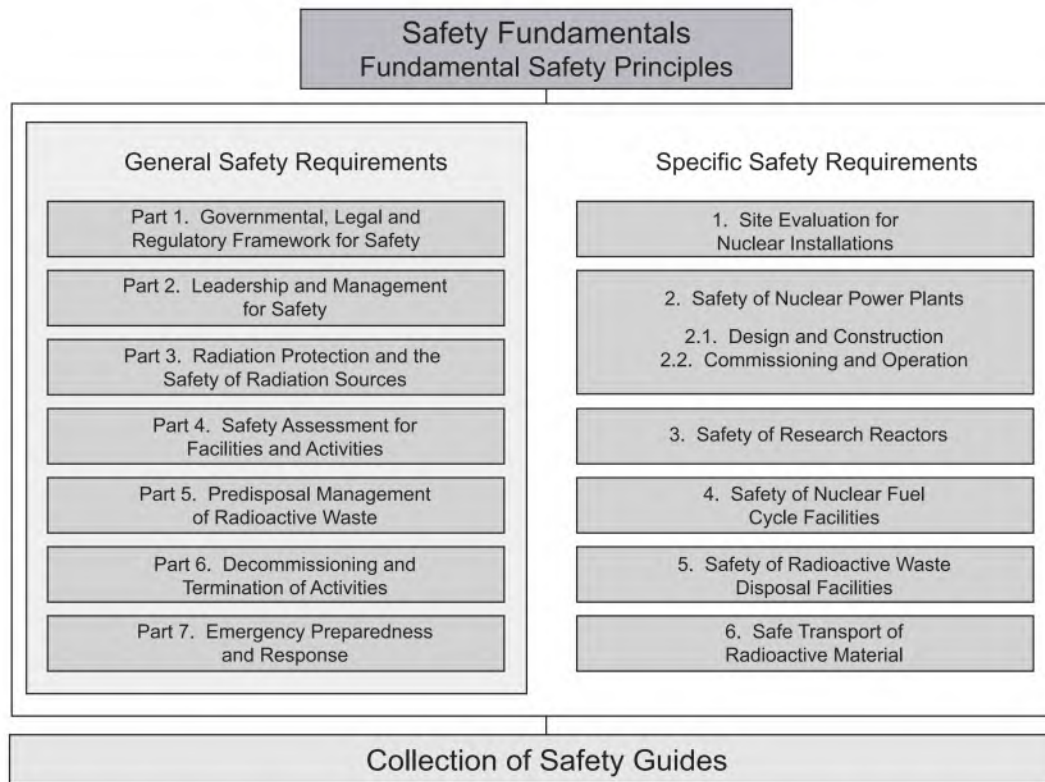 Safety Fundamentals
Fundamental Safety Principles
General Safety Requirements
Part 1. Governmental, Legal and
Regulatory Framework for Safety
Part 2. Leadership and Management
for Safety
Part 3. Radiation Protection and the
Safety of Radiation Sources
Part 4. Safety Assessment for
Facilities and Activities
Part 5. Predisposal Management
of Radioactive Waste
Part 6. Decommissioning and
Termination of Activities
Part 7. Emergency Preparedness
and Response
Specific Safety Requirements
1. Site Evaluation for
Nuclear Installations
2. Safety of Nuclear Power Plants
2.1. Design and Construction
2.2. Commissioning and Operation
3. Safety of Research Reactors
4. Safety of Nuclear Fuel
Cycle Facilities
5. Safety of Radioactive Waste
Disposal Facilities
6. Safe Transport of
Radioactive Material
Collection of Safety Guides